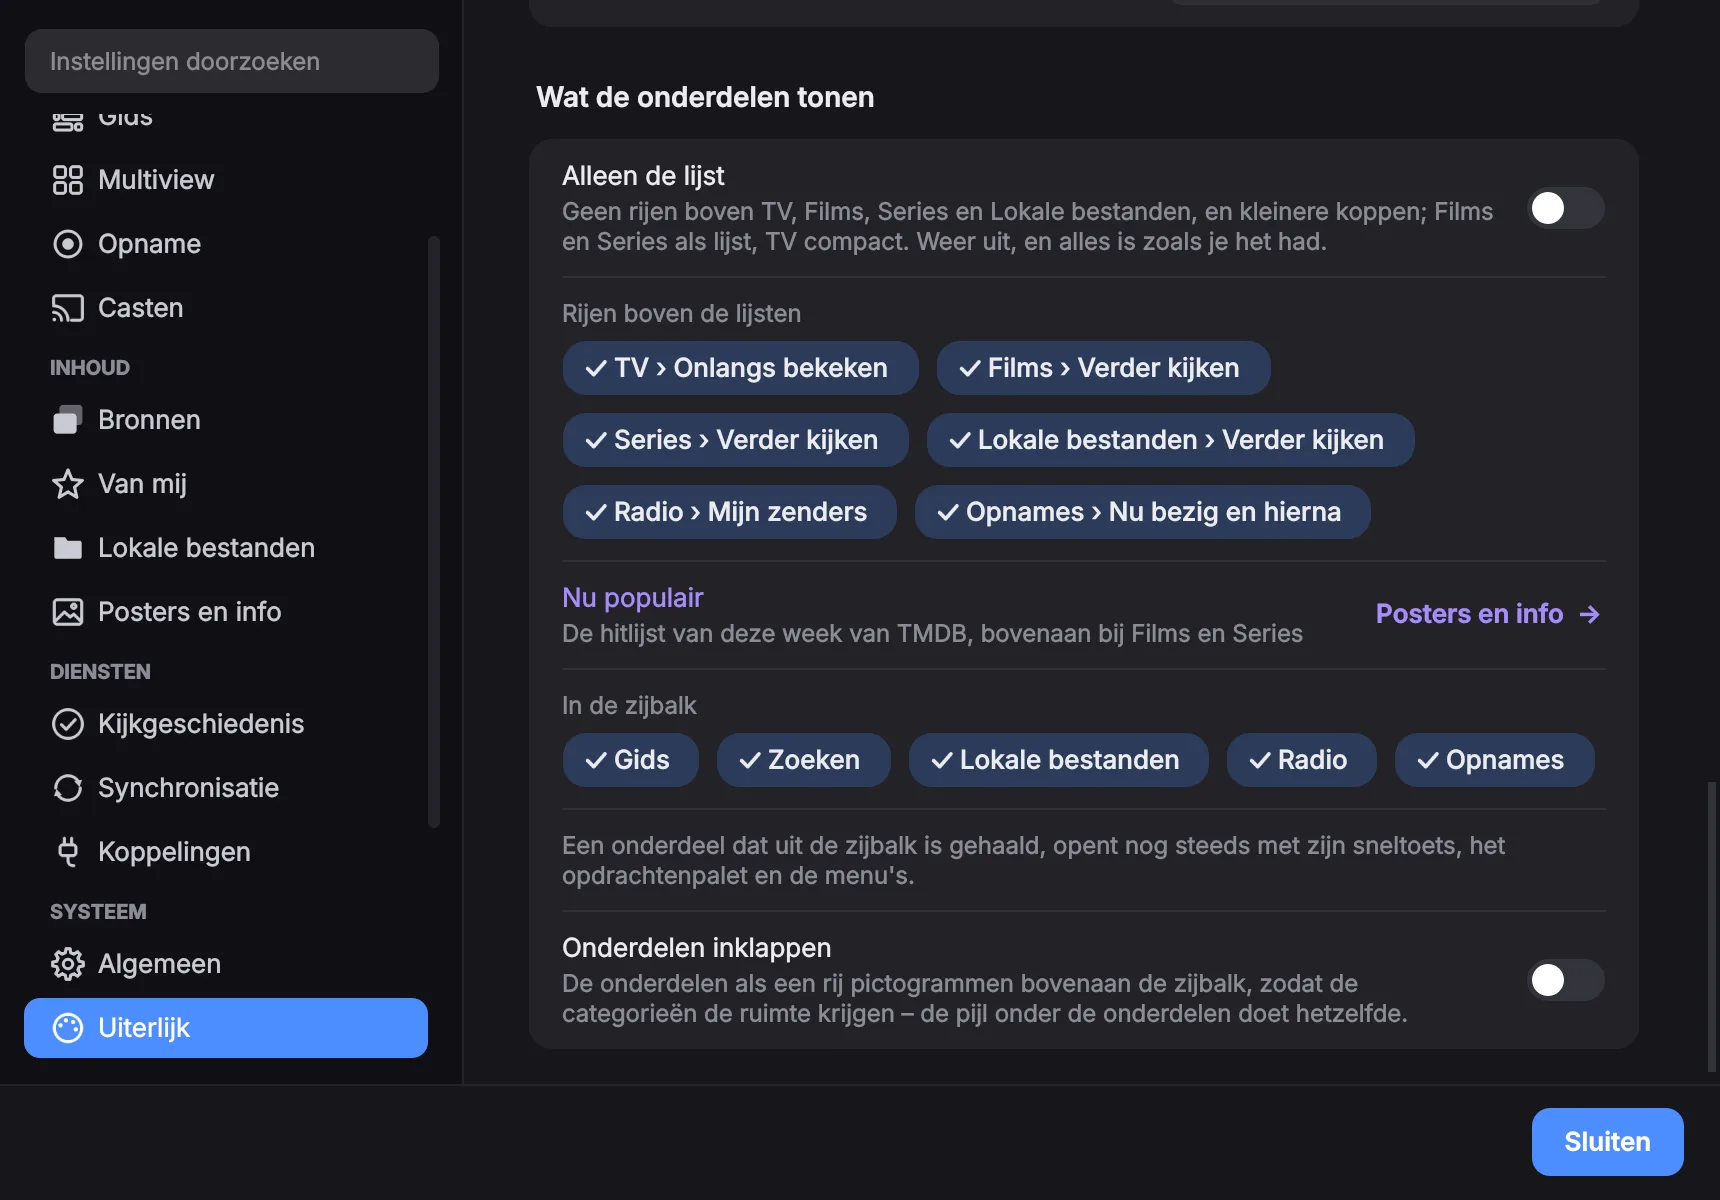 Instellingen doorzoeken
Gids
Multiview
Opname
Casten
INHOUD
Bronnen
Van mij
Lokale bestanden
Posters en info
DIENSTEN
Kijkgeschiedenis
Synchronisatie
Koppelingen
SYSTEEM
Algemeen
Uiterlijk
Wat de onderdelen tonen
Alleen de lijst
Geen rijen boven TV, Films, Series en Lokale bestanden, en kleinere koppen; Films
en Series als lijst, TV compact. Weer uit, en alles is zoals je het had.
Rijen boven de lijsten
✓ TV › Onlangs bekeken
✓ Films › Verder kijken
✓ Series › Verder kijken
✓ Lokale bestanden › Verder kijken
✓ Radio › Mijn zenders
✓ Opnames › Nu bezig en hierna
Nu populair
De hitlijst van deze week van TMDB, bovenaan bij Films en Series
Posters en info →
In de zijbalk
✓ Gids
✓ Zoeken
✓ Lokale bestanden
✓ Radio
✓ Opnames
Een onderdeel dat uit de zijbalk is gehaald, opent nog steeds met zijn sneltoets, het
opdrachtenpalet en de menu's.
Onderdelen inklappen
De onderdelen als een rij pictogrammen bovenaan de zijbalk, zodat de
categorieën de ruimte krijgen – de pijl onder de onderdelen doet hetzelfde.
Sluiten